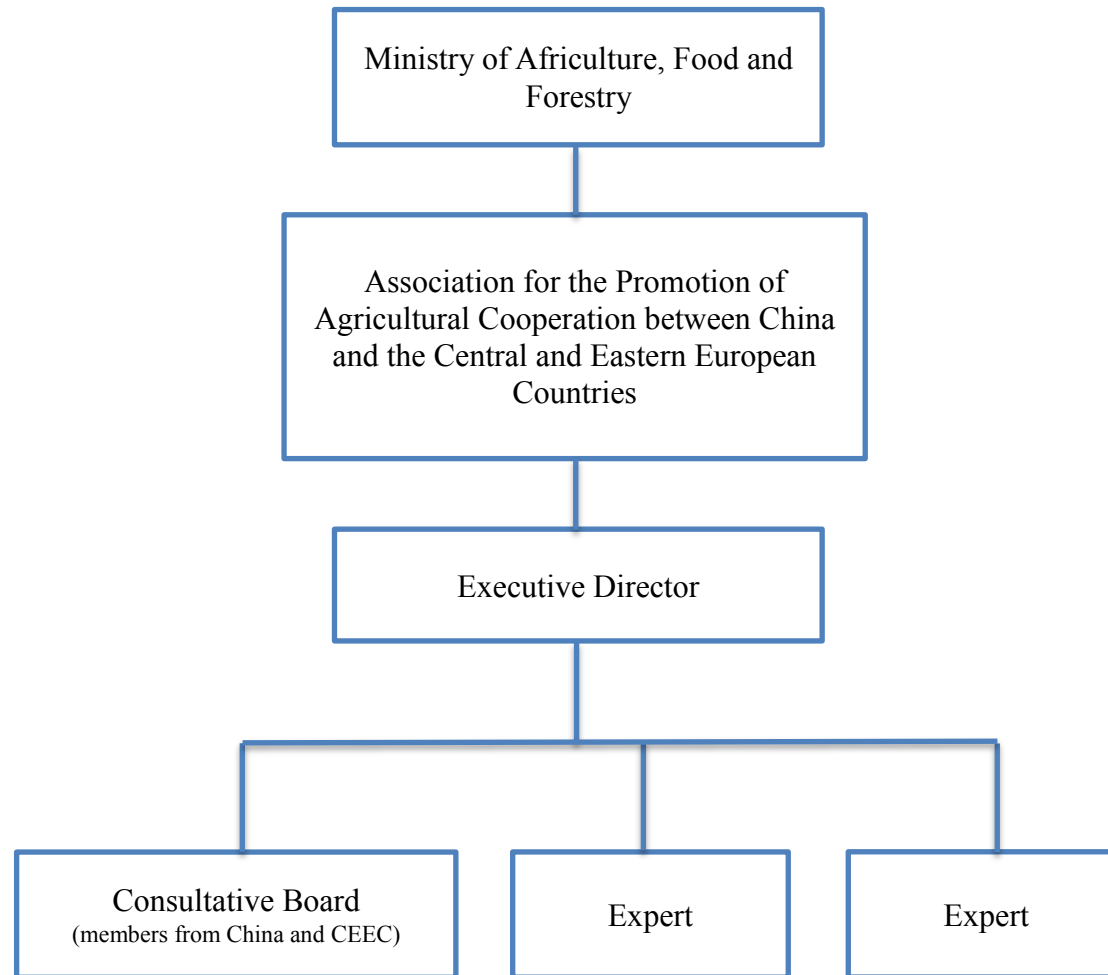 Ministry of Africulture, Food and
Forestry
Association for the Promotion of
Agricultural Cooperation between China
and the Central and Eastern European
Countries
Executive Director
Consultative Board
(members from China and CEEC)
Expert
Expert